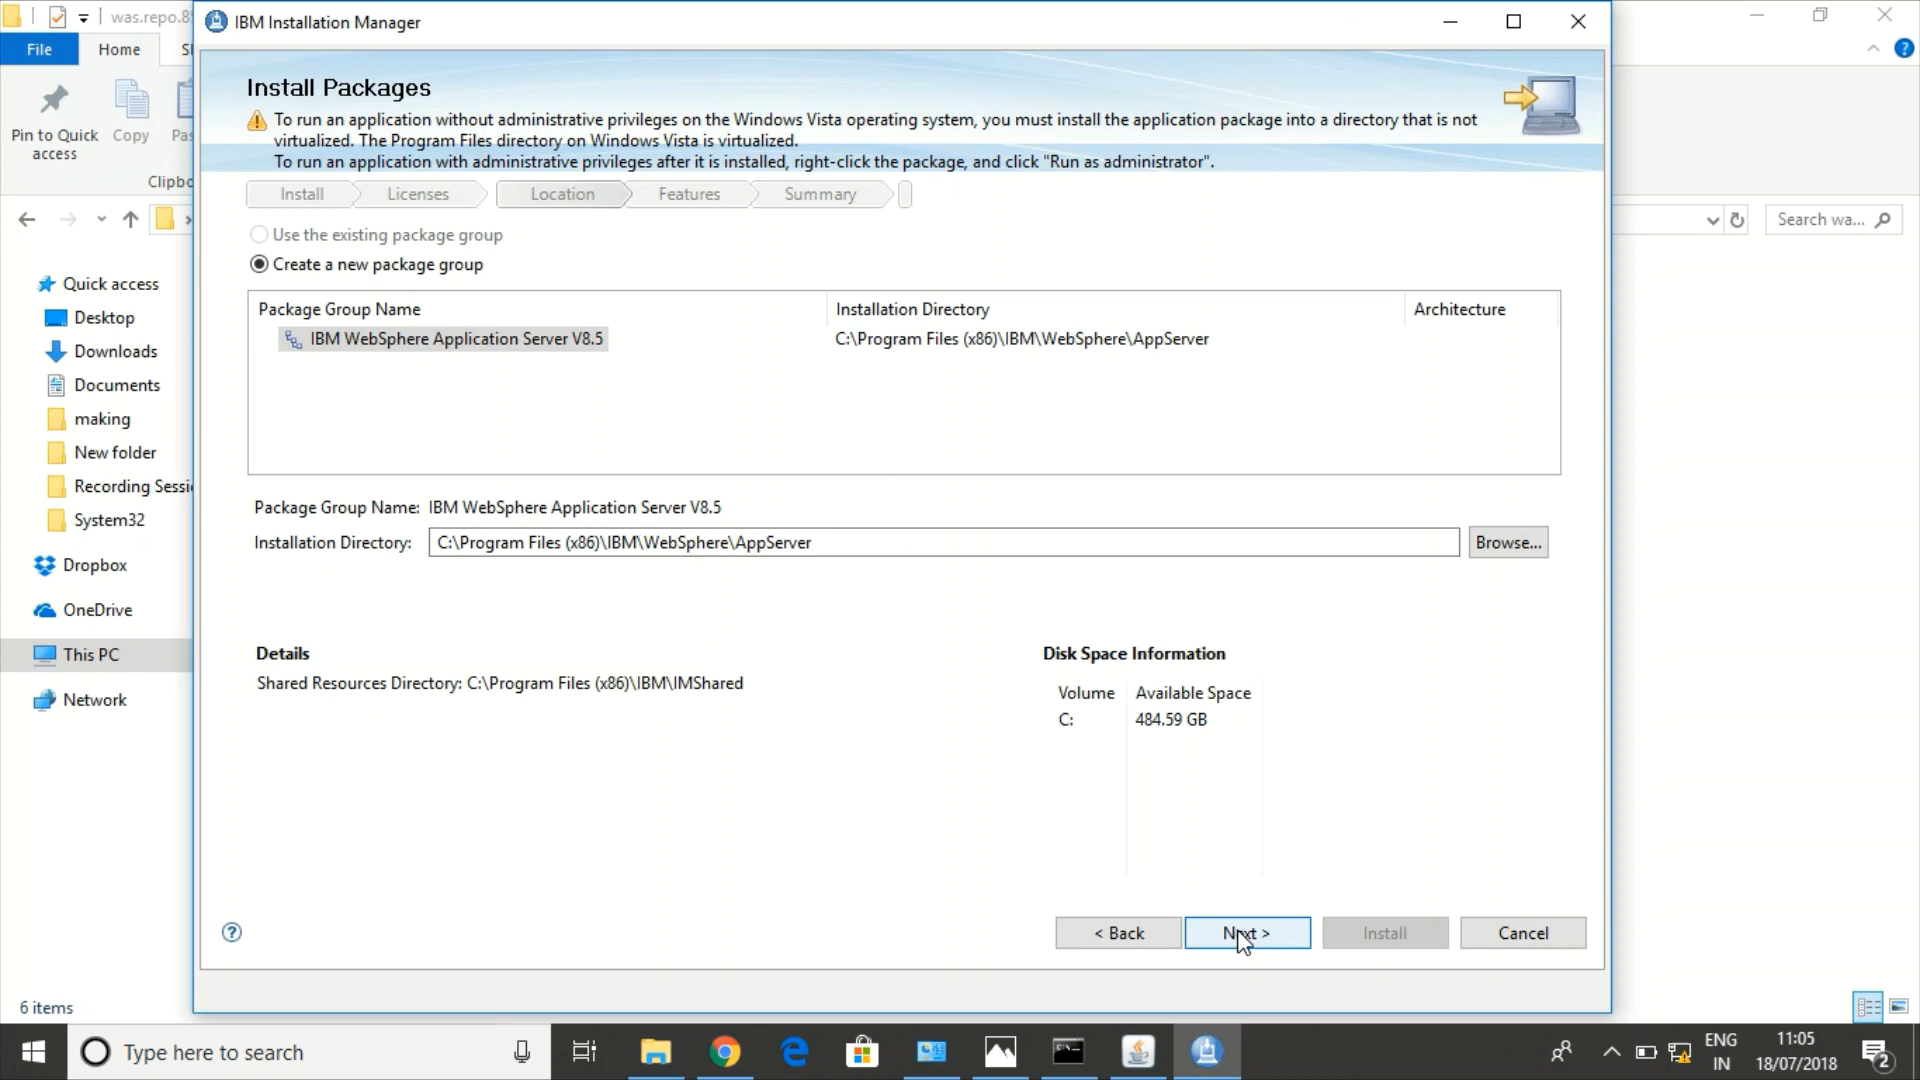 was.repo.8
IBM Installation Manager
File
Home
Pin to Quick
access
Copy
Pas
Clipbo
Install Packages
To run an application without administrative privileges on the Windows Vista operating system, you must install the application package into a directory that is not
virtualized. The Program Files directory on Windows Vista is virtualized.
To run an application with administrative privileges after it is installed, right-click the package, and click "Run as administrator".
Install
Licenses
Location
Features
Summary
Search wa...
Use the existing package group
Create a new package group
Package Group Name
Installation Directory
Architecture
IBM WebSphere Application Server V8.5
C:\Program Files (x86)\IBM\WebSphere\AppServer
Quick access
Desktop
Downloads
Documents
making
New folder
Recording Sessi
System32
Dropbox
OneDrive
This PC
Network
Package Group Name: IBM WebSphere Application Server V8.5
Installation Directory: C:\Program Files (x86)\IBM\WebSphere\AppServer
Browse...
Details
Shared Resources Directory: C:\Program Files (x86)\IBM\IMShared
Disk Space Information
Volume
Available Space
C:
484.59 GB
< Back
Next >
Install
Cancel
6 items
Type here to search
ENG
IN
11:05
18/07/2018
2